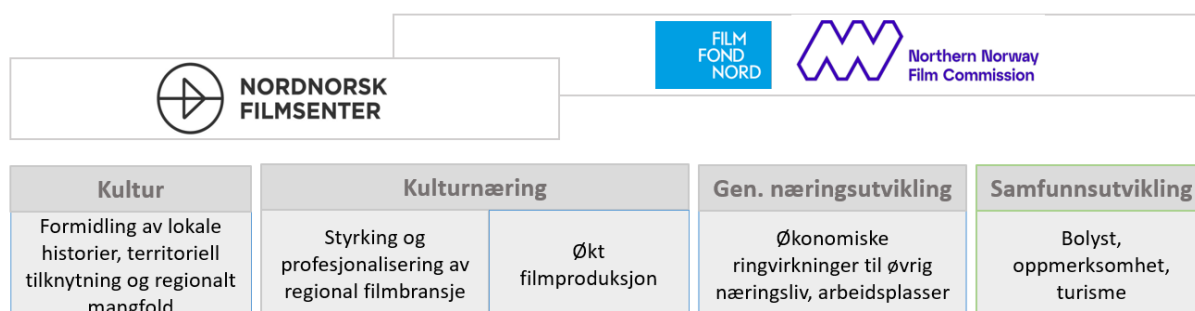 FILM
FOND
NORD
Northern Norway
Film Commission
NORDNORSK
FILMSENTER
Kultur
Formidling av lokale
historier, territoriell
tilknytning og regionalt
mangfold
Kulturnæring
Styrking og
profesjonalisering av
regional filmbransje
Økt
filmproduksjon
Gen. næringsutvikling
Økonomiske
ringvirkninger til øvrig
næringsliv, arbeidsplasser
Samfunnsutvikling
Bolyst,
oppmerksomhet,
turisme